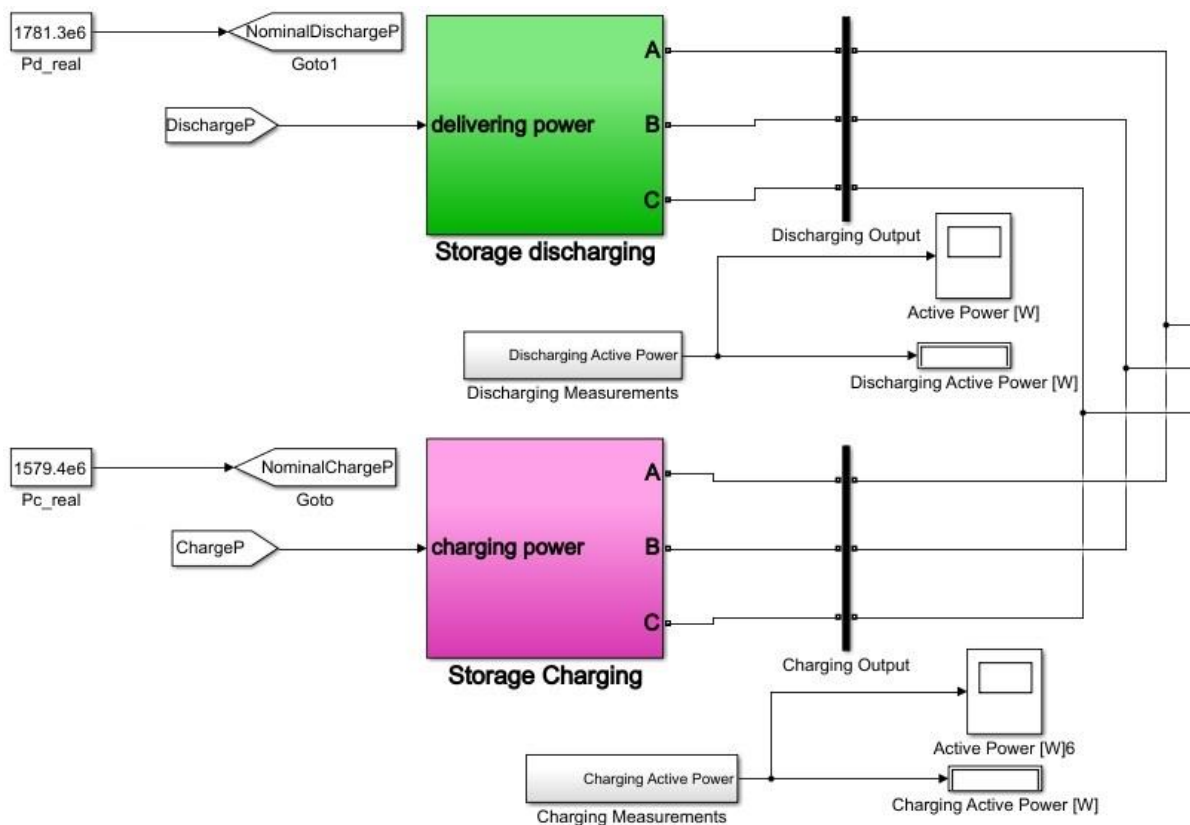 1781.3e6
Pd_real
NominalDischargeP
Goto1
DischargeP
delivering power
A
B
C
Storage discharging
Discharging Output
Active Power [W]
Discharging Active Power
Discharging Measurements
Discharging Active Power [W]
1579.4e6
Pc_real
NominalChargeP
Goto
ChargeP
charging power
A
B
C
Storage Charging
Charging Output
Active Power [W]6
Charging Active Power
Charging Measurements
Charging Active Power [W]